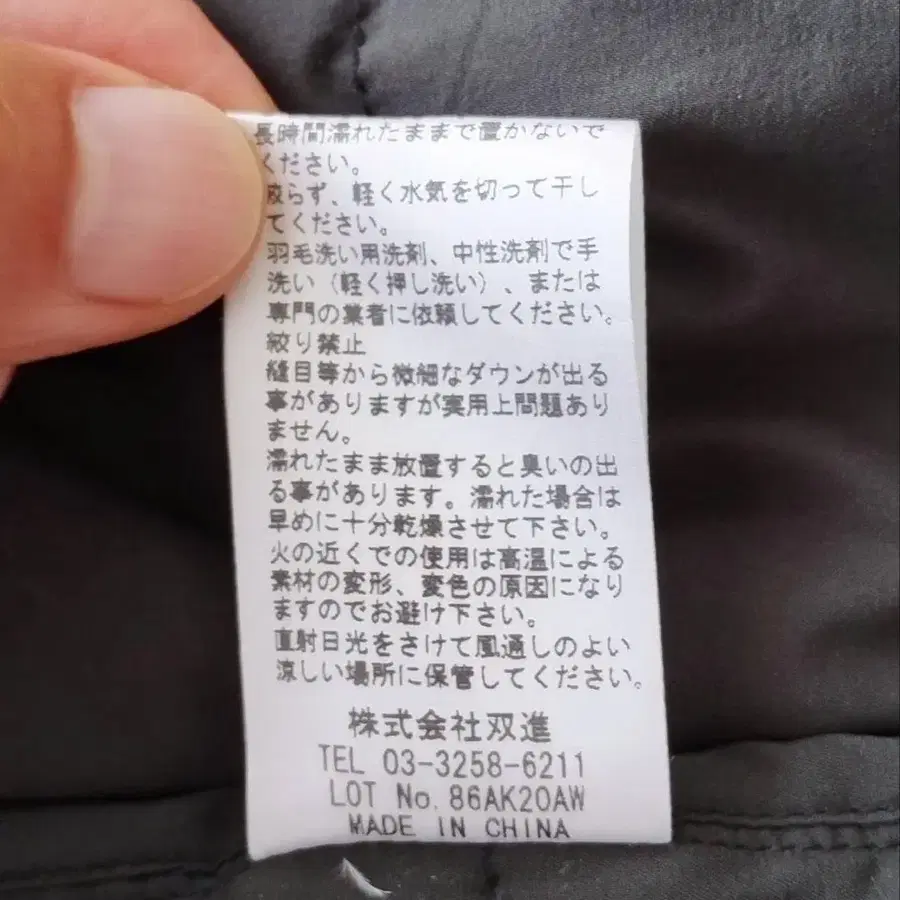 長時間濡れたままで置かないで
ください。
絞らず、軽く水気を切って干し
てください。
羽毛洗い用洗剤、中性洗剤で手
洗い（軽く押し洗い）、または
専門の業者に依頼してください。
絞り禁止
縫目等から微細なダウンが出る
事がありますが実用上問題あり
ません。
濡れたまま放置すると臭いの出
る事があります。濡れた場合は
早めに十分乾燥させて下さい。
火の近くでの使用は高温による
素材の変形、変色の原因になり
ますのでお避け下さい。
直射日光をさけて風通しのよい
涼しい場所に保管してください。
株式会社双進
TEL 03-3258-6211
LOT No. 86AK20AW
MADE IN CHINA